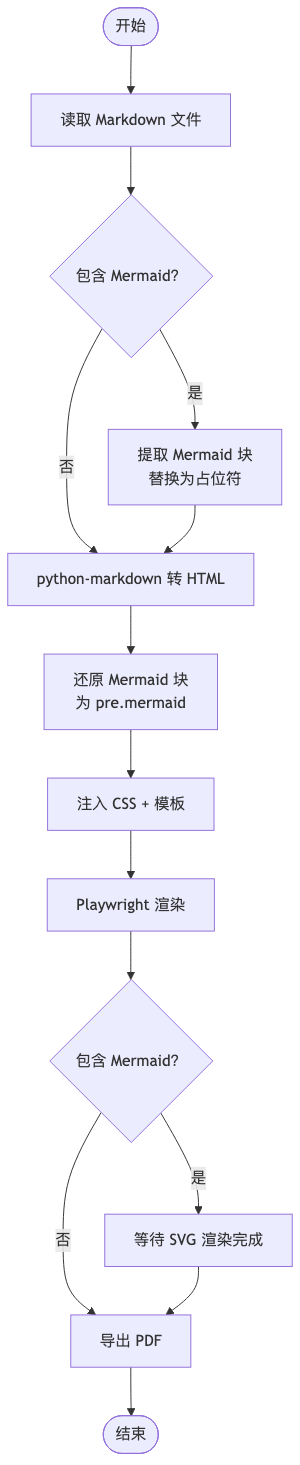 开始
读取 Markdown 文件
包含 Mermaid?
是
否
提取 Mermaid 块
替换为占位符
python-markdown 转 HTML
还原 Mermaid 块
为 pre.mermaid
注入 CSS + 模板
Playwright 渲染
包含 Mermaid?
是
否
等待 SVG 渲染完成
导出 PDF
结束